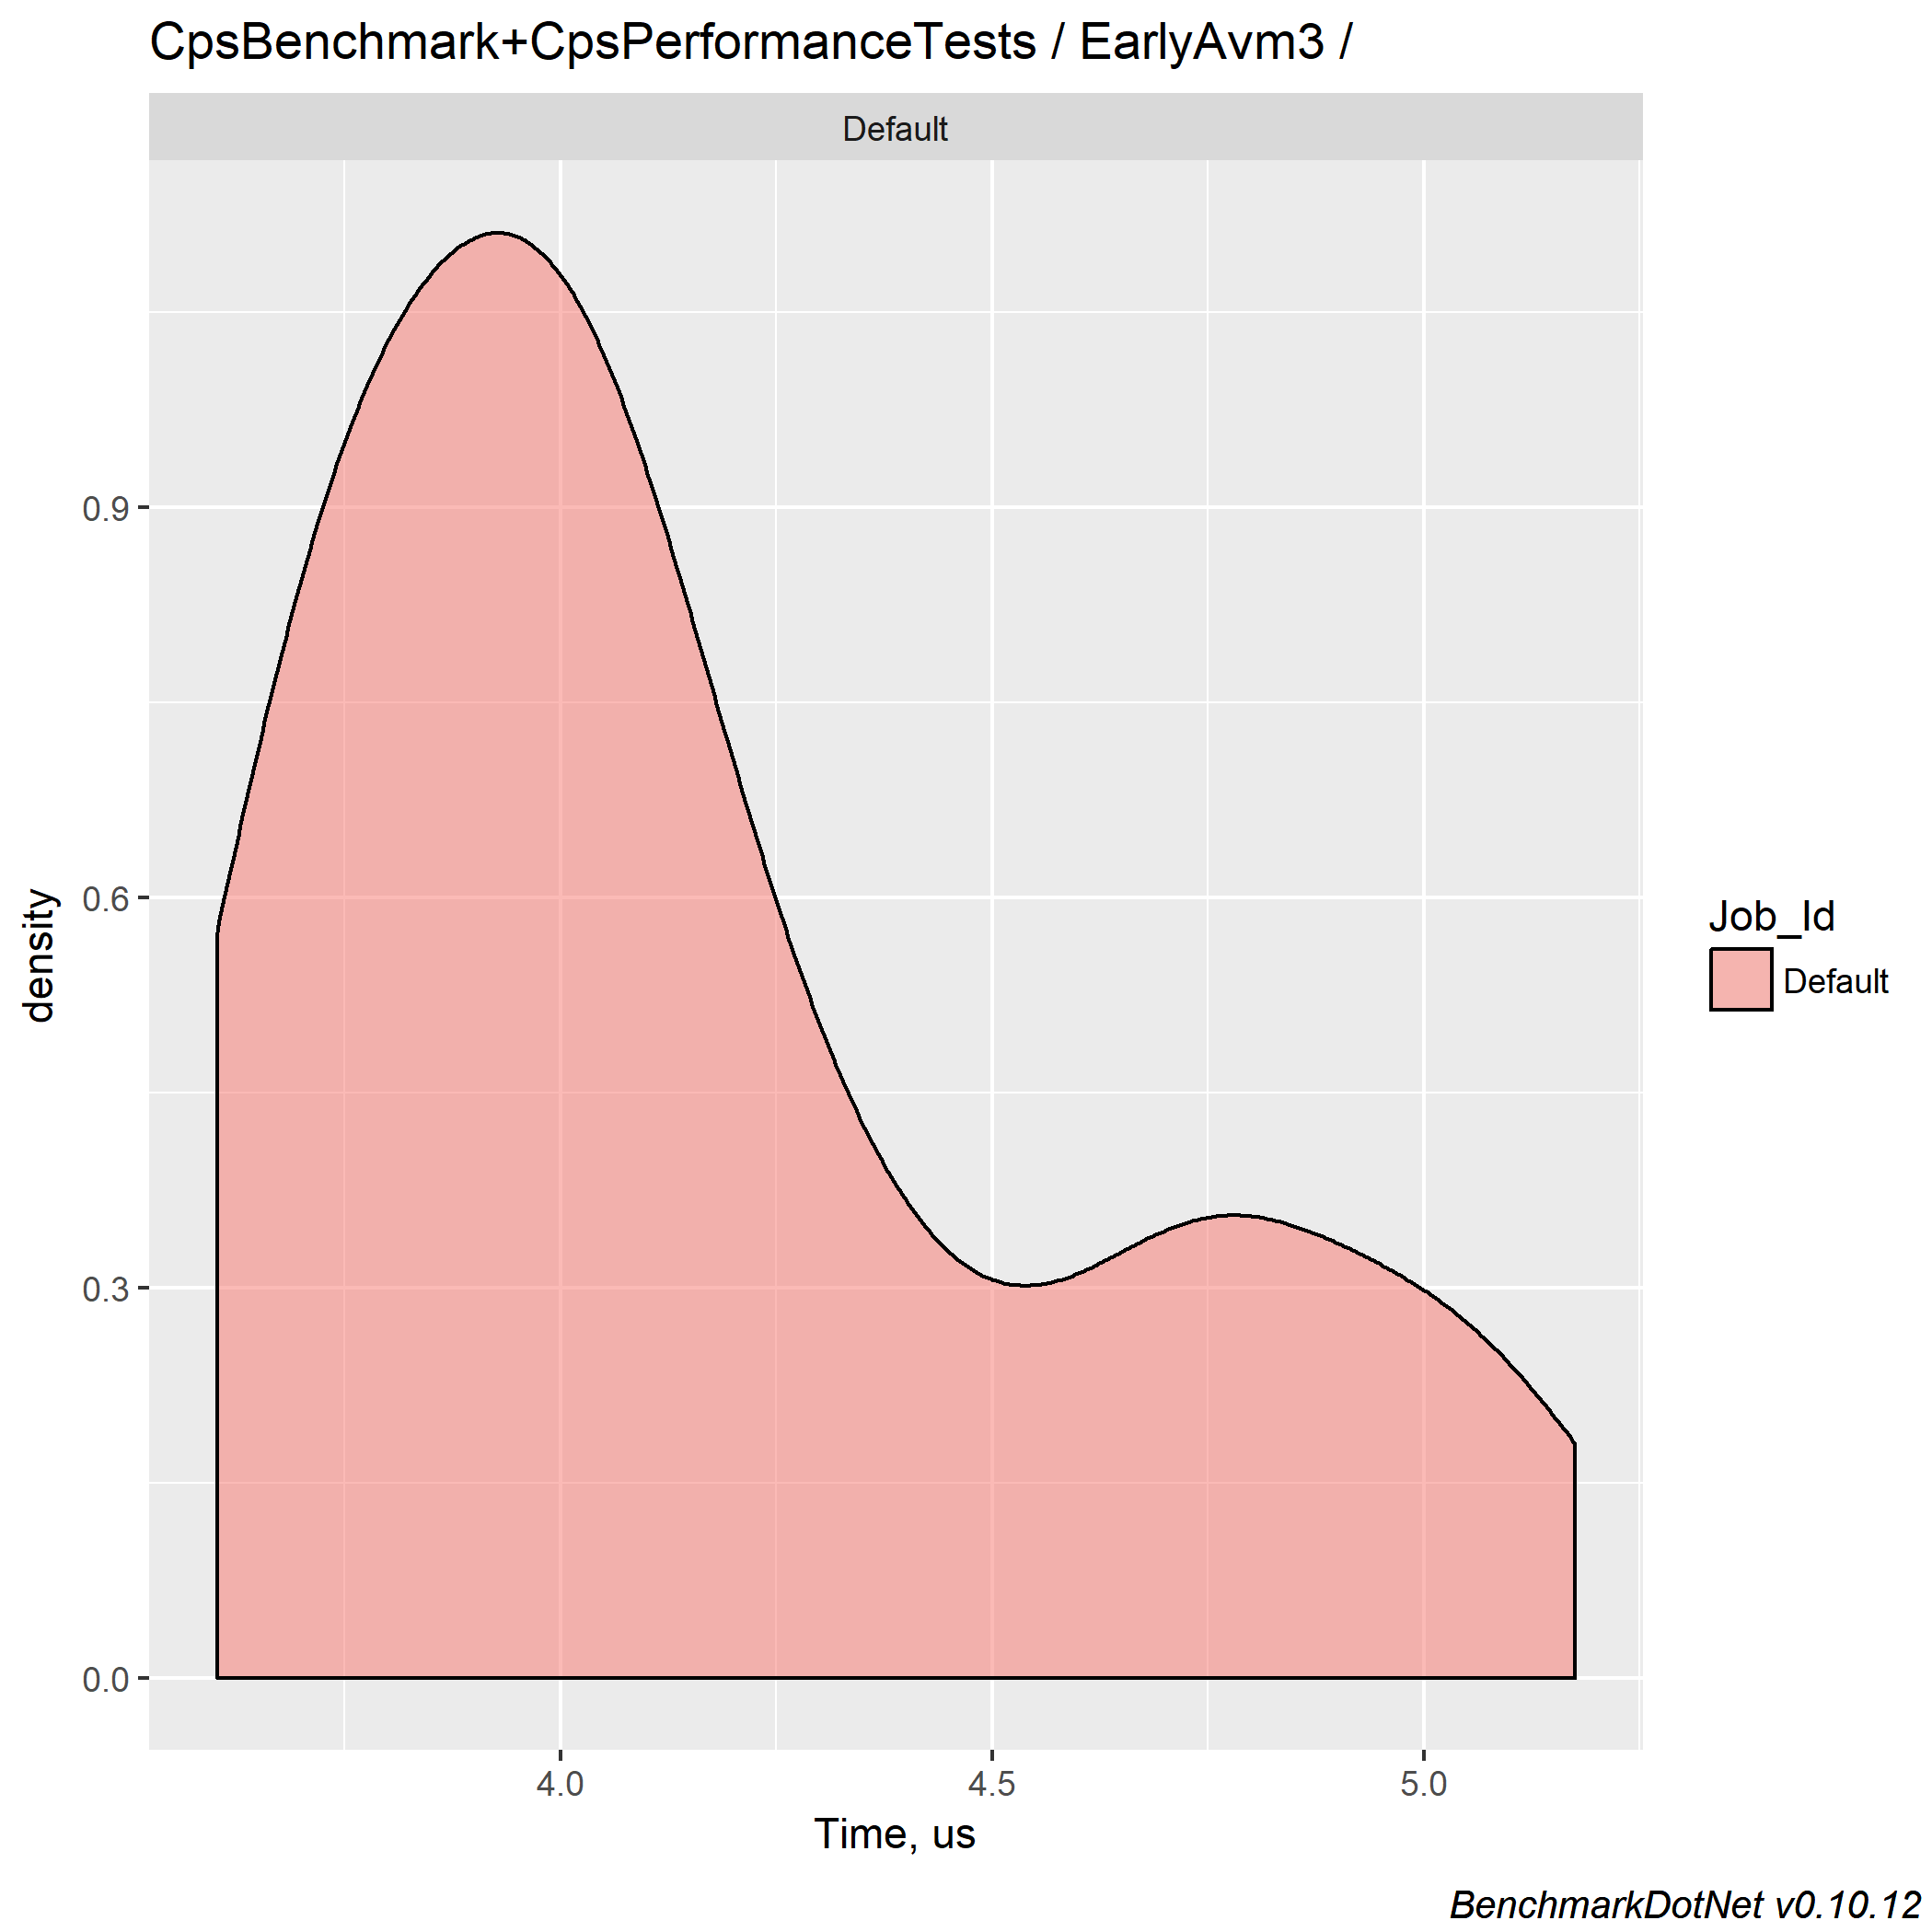 CpsBenchmark+CpsPerformanceTests / EarlyAvm3 /
Default
0.9
0.6
0.3
0.0
density
4.0 4.5 5.0
Time, us
Job_Id
Default
BenchmarkDotNet v0.10.12